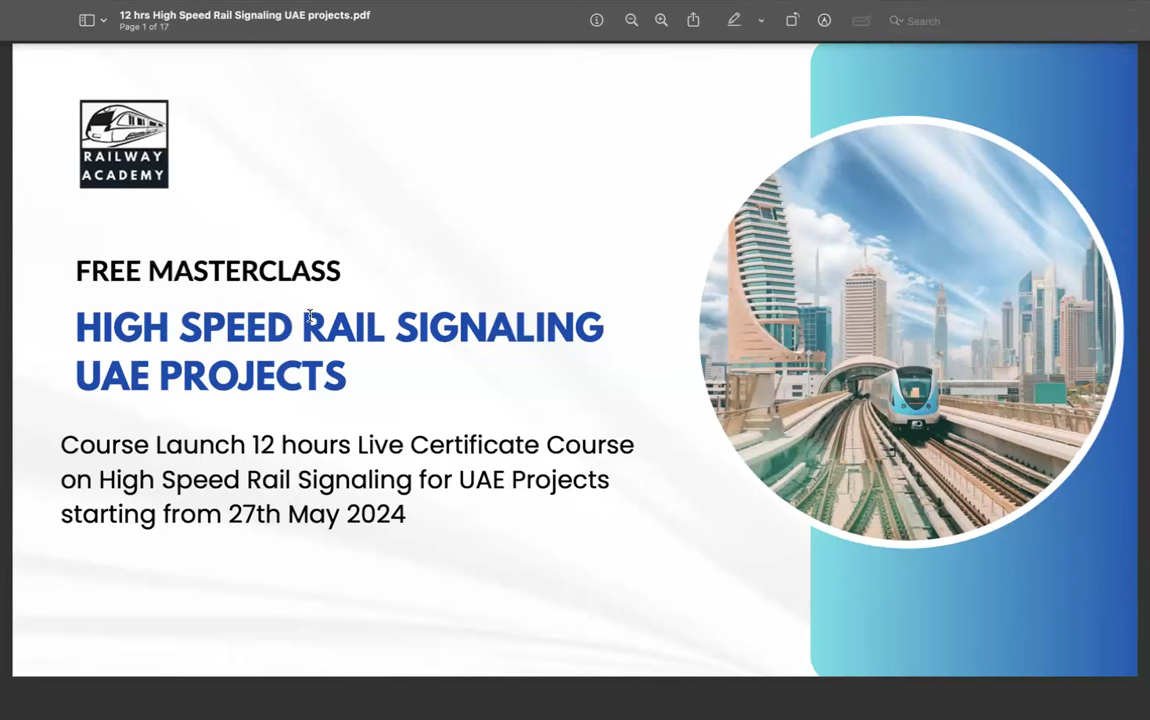 12 hrs High Speed Rail Signaling UAE projects.pdf
Page 1 of 17
Search
RAILWAY
ACADEMY
FREE MASTERCLASS
HIGH SPEED RAIL SIGNALING
UAE PROJECTS
Course Launch 12 hours Live Certificate Course
on High Speed Rail Signaling for UAE Projects
starting from 27th May 2024